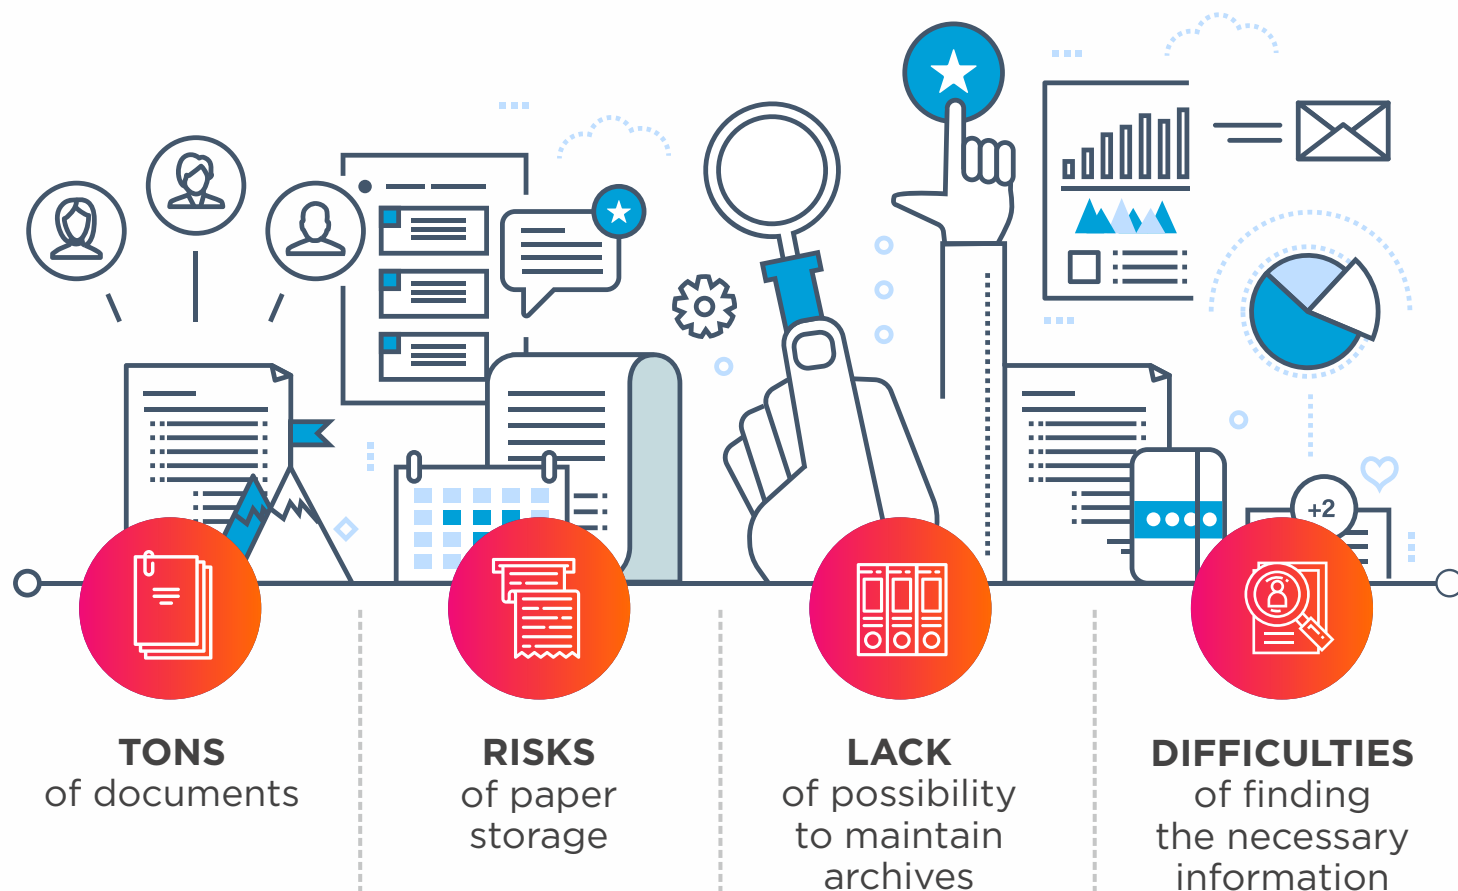 +2
TONS
of documents
RISKS
of paper
storage
LACK
of possibility
to maintain
archives
DIFFICULTIES
of finding
the necessary
information